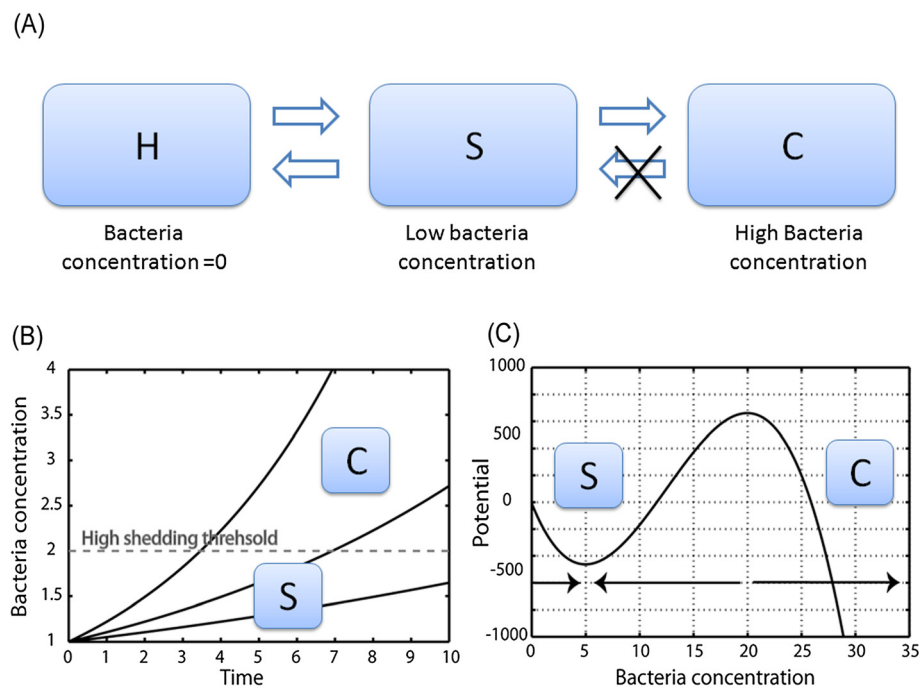 (A)
H
S
C
Bacteria
concentration =0
Low bacteria
concentration
High Bacteria
concentration
(B)
Bacteria concentration
4
3.5
3
2.5
2
1.5
1
High shedding threhsold
C
S
0 1 2 3 4 5 6 7 8 9 10
Time
(C)
Potential
1000
500
0
-500
-1000
S
C
0 5 10 15 20 25 30 35
Bacteria concentration